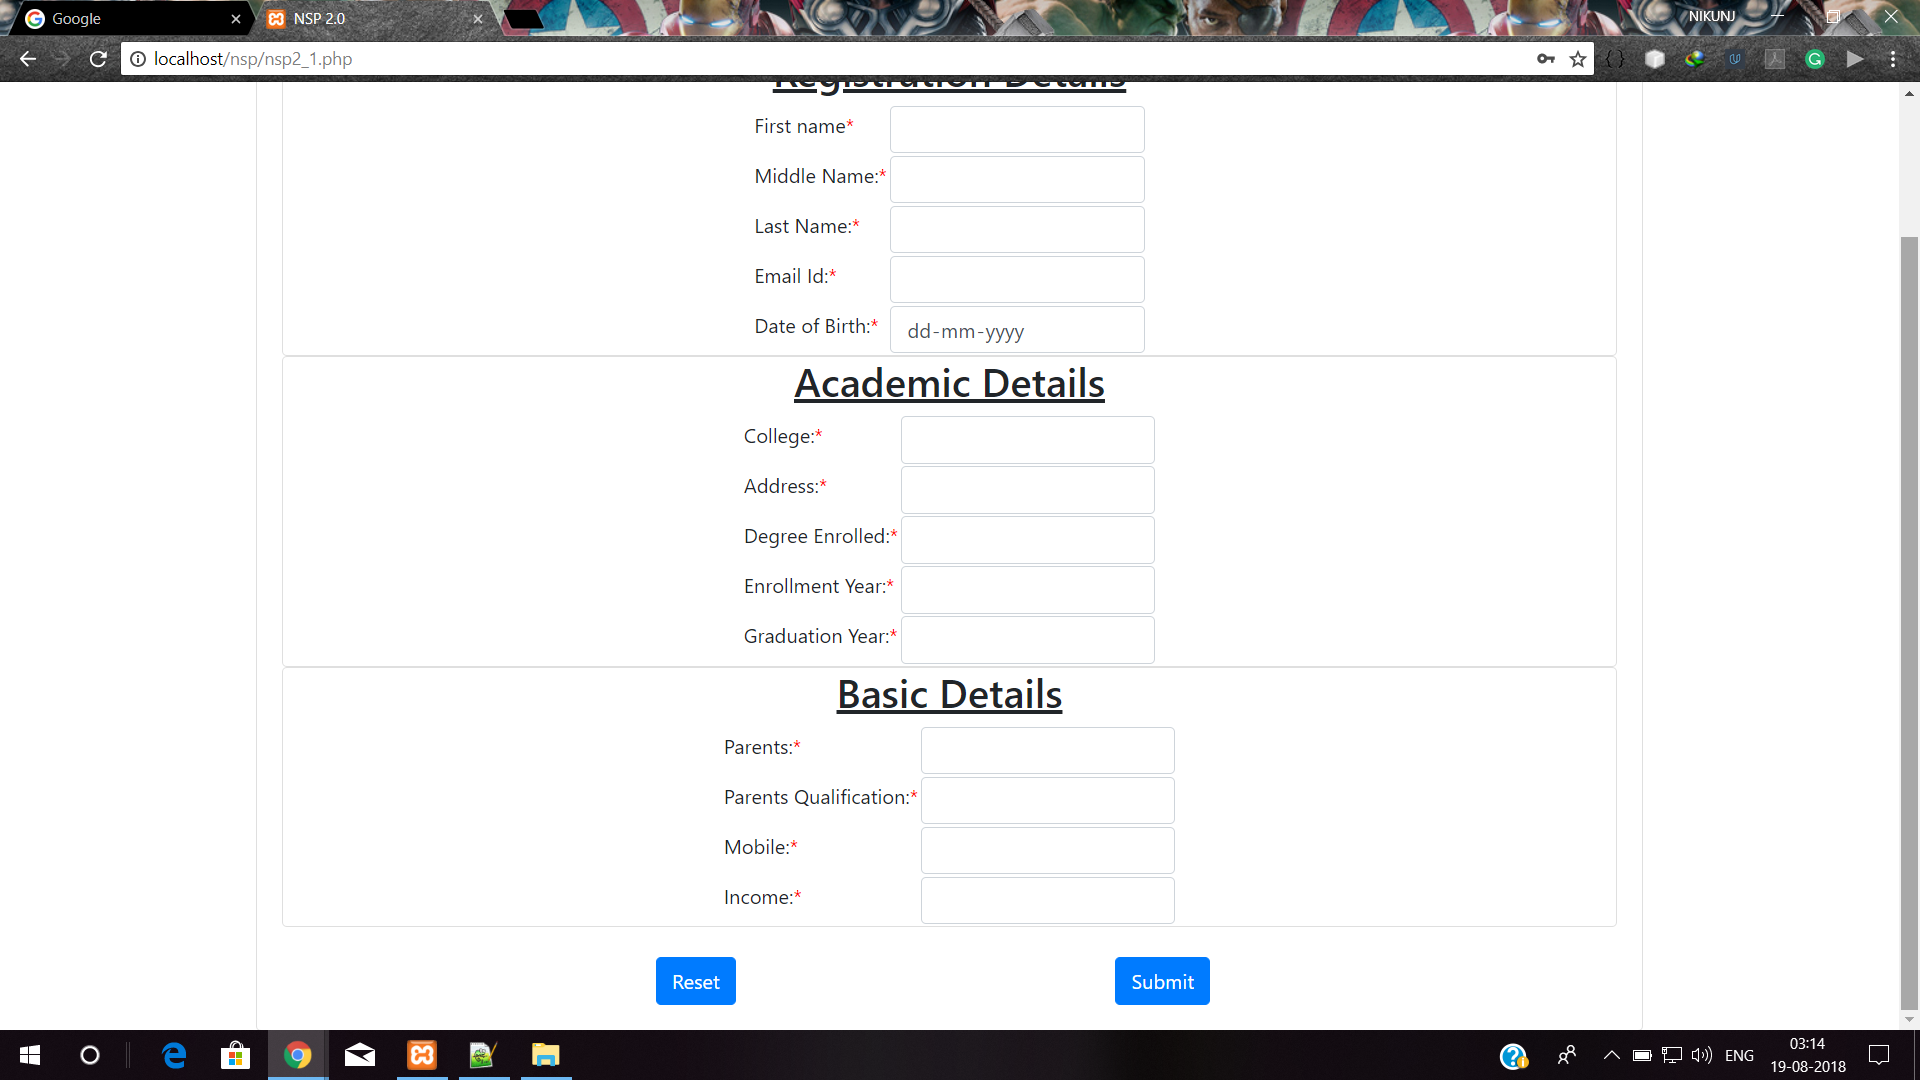 Google
NSP 2.0
NIKUNJ
localhost/nsp/nsp2_1.php
Registration Details
First name*
Middle Name:*
Last Name:*
Email Id:*
Date of Birth:* dd-mm-yyyy
Academic Details
College:*
Address:*
Degree Enrolled:*
Enrollment Year:*
Graduation Year:*
Basic Details
Parents:*
Parents Qualification:*
Mobile:*
Income:*
Reset Submit
ENG
03:14
19-08-2018